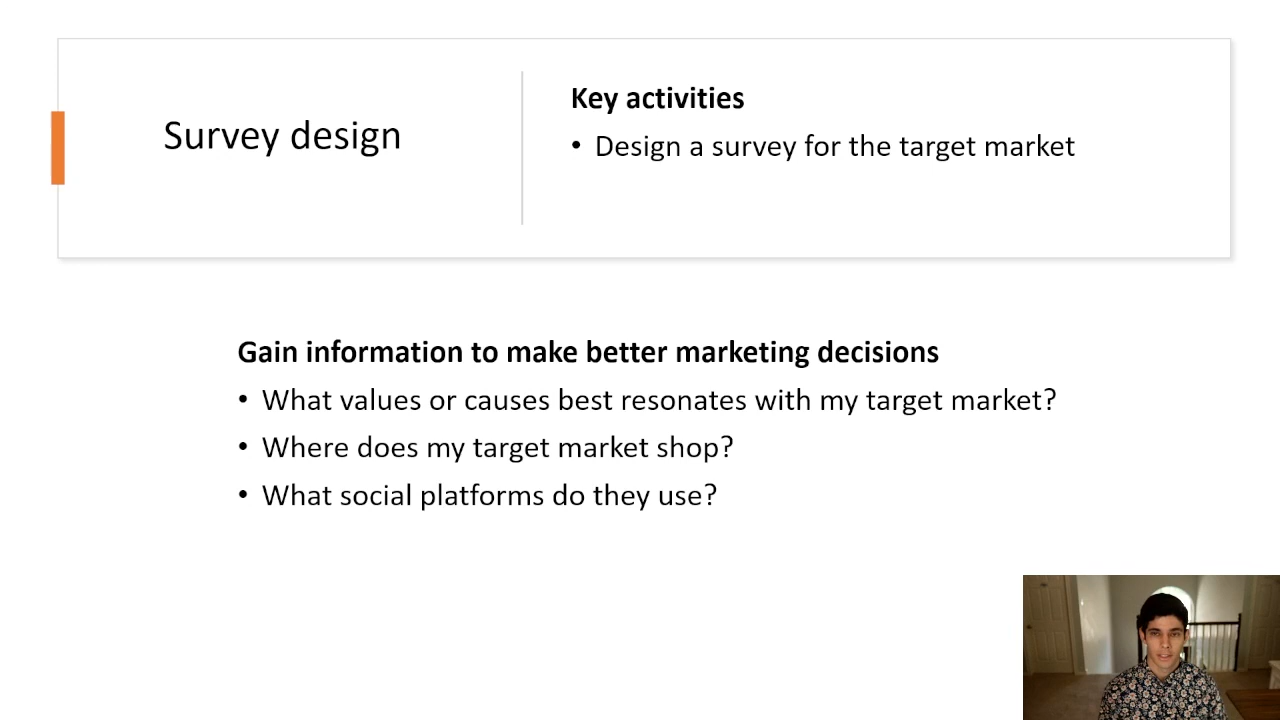 Survey design
Key activities
• Design a survey for the target market
Gain information to make better marketing decisions
• What values or causes best resonates with my target market?
• Where does my target market shop?
• What social platforms do they use?